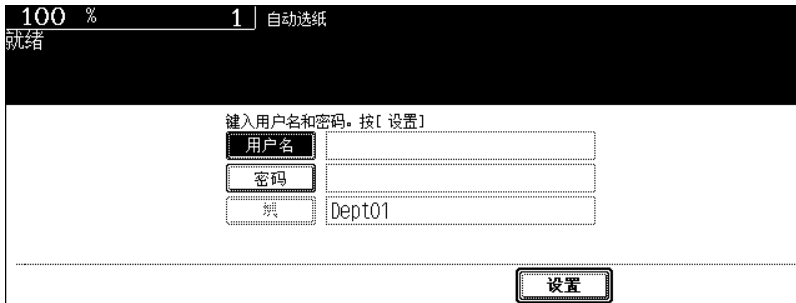 100 % 1 自动选纸
就绪
键入用户名和密码。按[ 设置]
用户名
密码
Dept01
设置